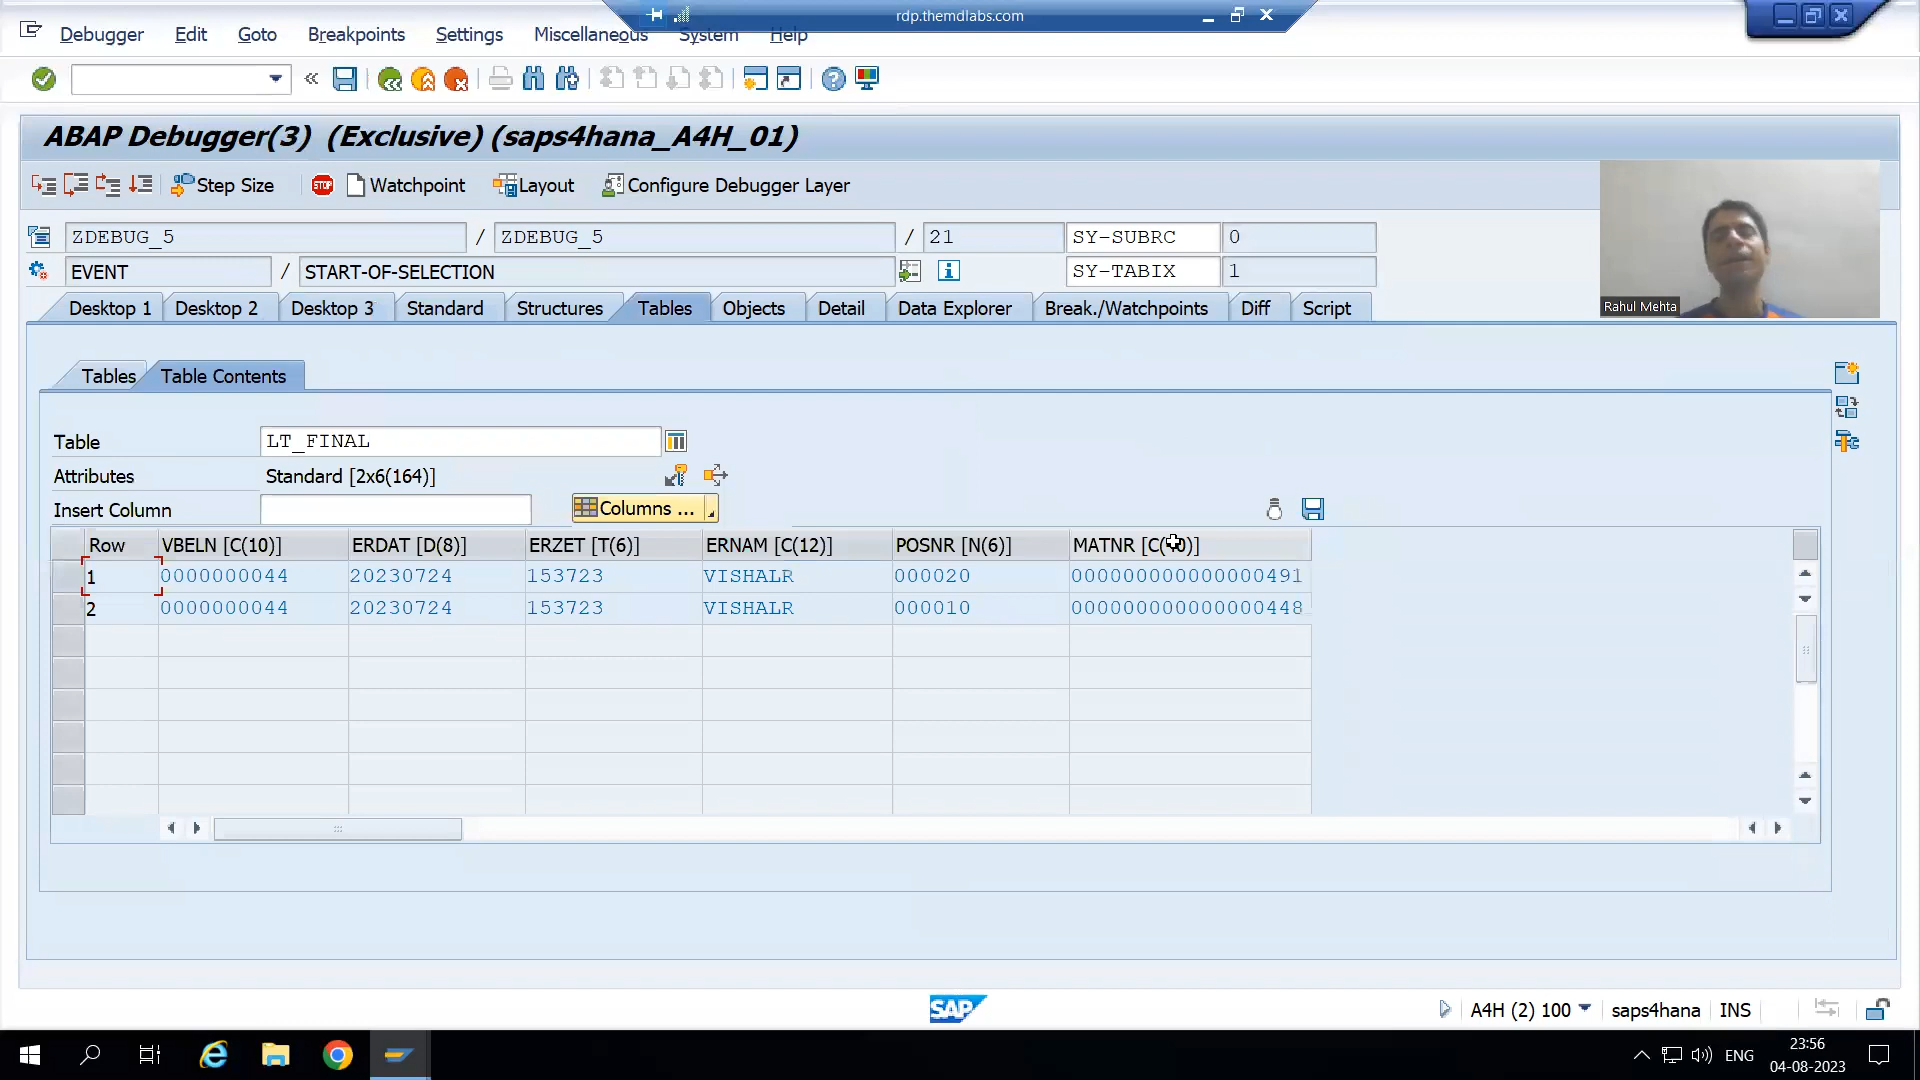 rdp.themdlabs.com
Debugger Edit Goto Breakpoints Settings Miscellaneous System Help
ABAP Debugger(3) (Exclusive) (saps4hana_A4H_01)
Step Size STOP Watchpoint Layout Configure Debugger Layer
ZDEBUG_5 / ZDEBUG_5 / 21 SY-SUBRC 0
EVENT / START-OF-SELECTION SY-TABIX 1
Rahul Mehta
Desktop 1 Desktop 2 Desktop 3 Standard Structures Tables Objects Detail Data Explorer Break./Watchpoints Diff Script
Tables Table Contents
Table LT_FINAL
Attributes Standard [2x6(164)]
Insert Column Columns ...
Row VBELN [C(10)] ERDAT [D(8)] ERZET [T(6)] ERNAM [C(12)] POSNR [N(6)] MATNR
1 0000000044 20230724 153723 VISHALR 000020 000000000000000491
2 0000000044 20230724 153723 VISHALR 000010 000000000000000448
SAP
A4H (2) 100 saps4hana INS
ENG
23:56
04-08-2023